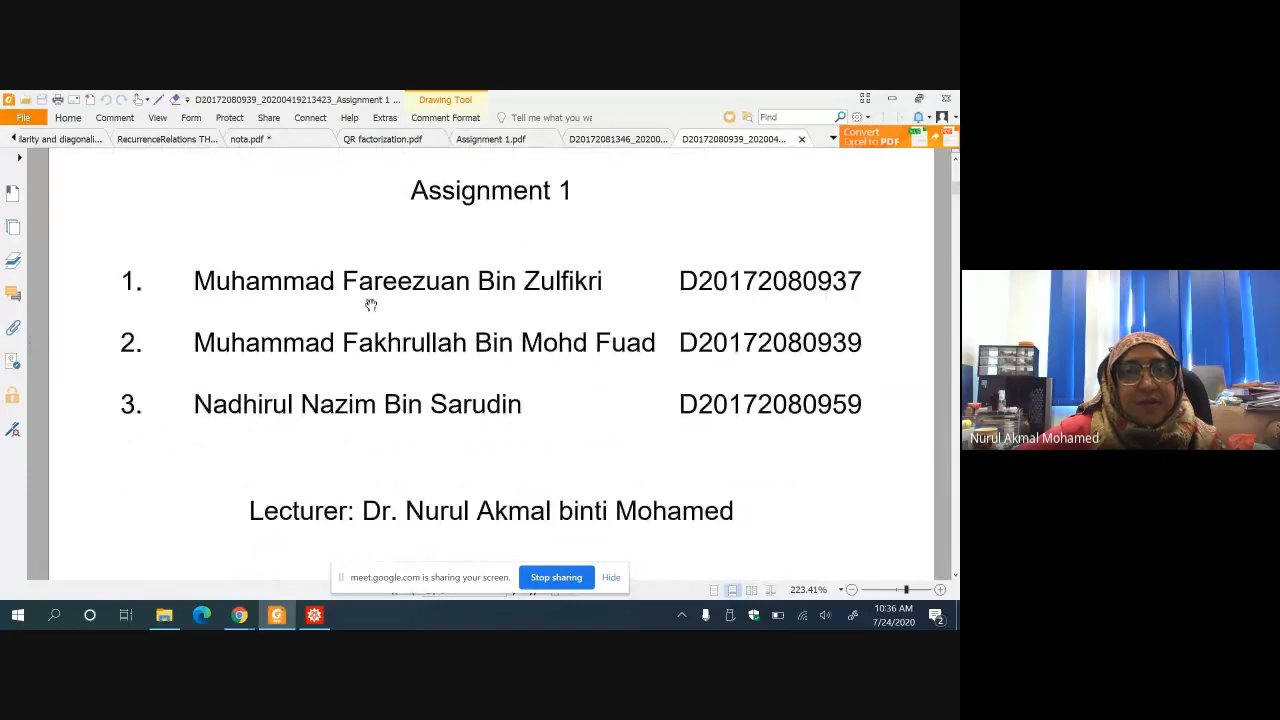 D20172080939_20200419213423_Assignment 1 ...
Drawing Tool
File Home Comment View Form Protect Share Connect Help Extras Comment Format Tell me what you wa Find
Convert
Excel to PDF
larity and diagonali... RecurrenceRelations TH... nota.pdf * QR factorization.pdf Assignment 1.pdf D20172081346_202000... D20172080939_202004...
Assignment 1
1. Muhammad Fareezuan Bin Zulfikri D20172080937
2. Muhammad Fakhrullah Bin Mohd Fuad D20172080939
3. Nadhirul Nazim Bin Sarudin D20172080959
Lecturer: Dr. Nurul Akmal binti Mohamed
meet.google.com is sharing your screen. Stop sharing Hide
223.41%
10:36 AM
7/24/2020
2
Nurul Akmal Mohamed